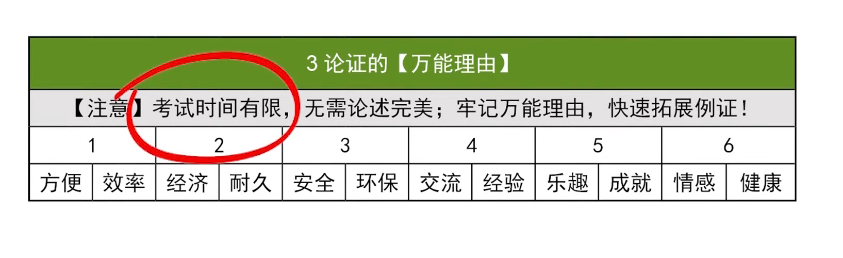 3 论证的【万能理由】
【注意】考试时间有限，无需论述完美；牢记万能理由，快速拓展例证！
1 2 3 4 5 6
方便 效率 经济 耐久 安全 环保 交流 经验 乐趣 成就 情感 健康